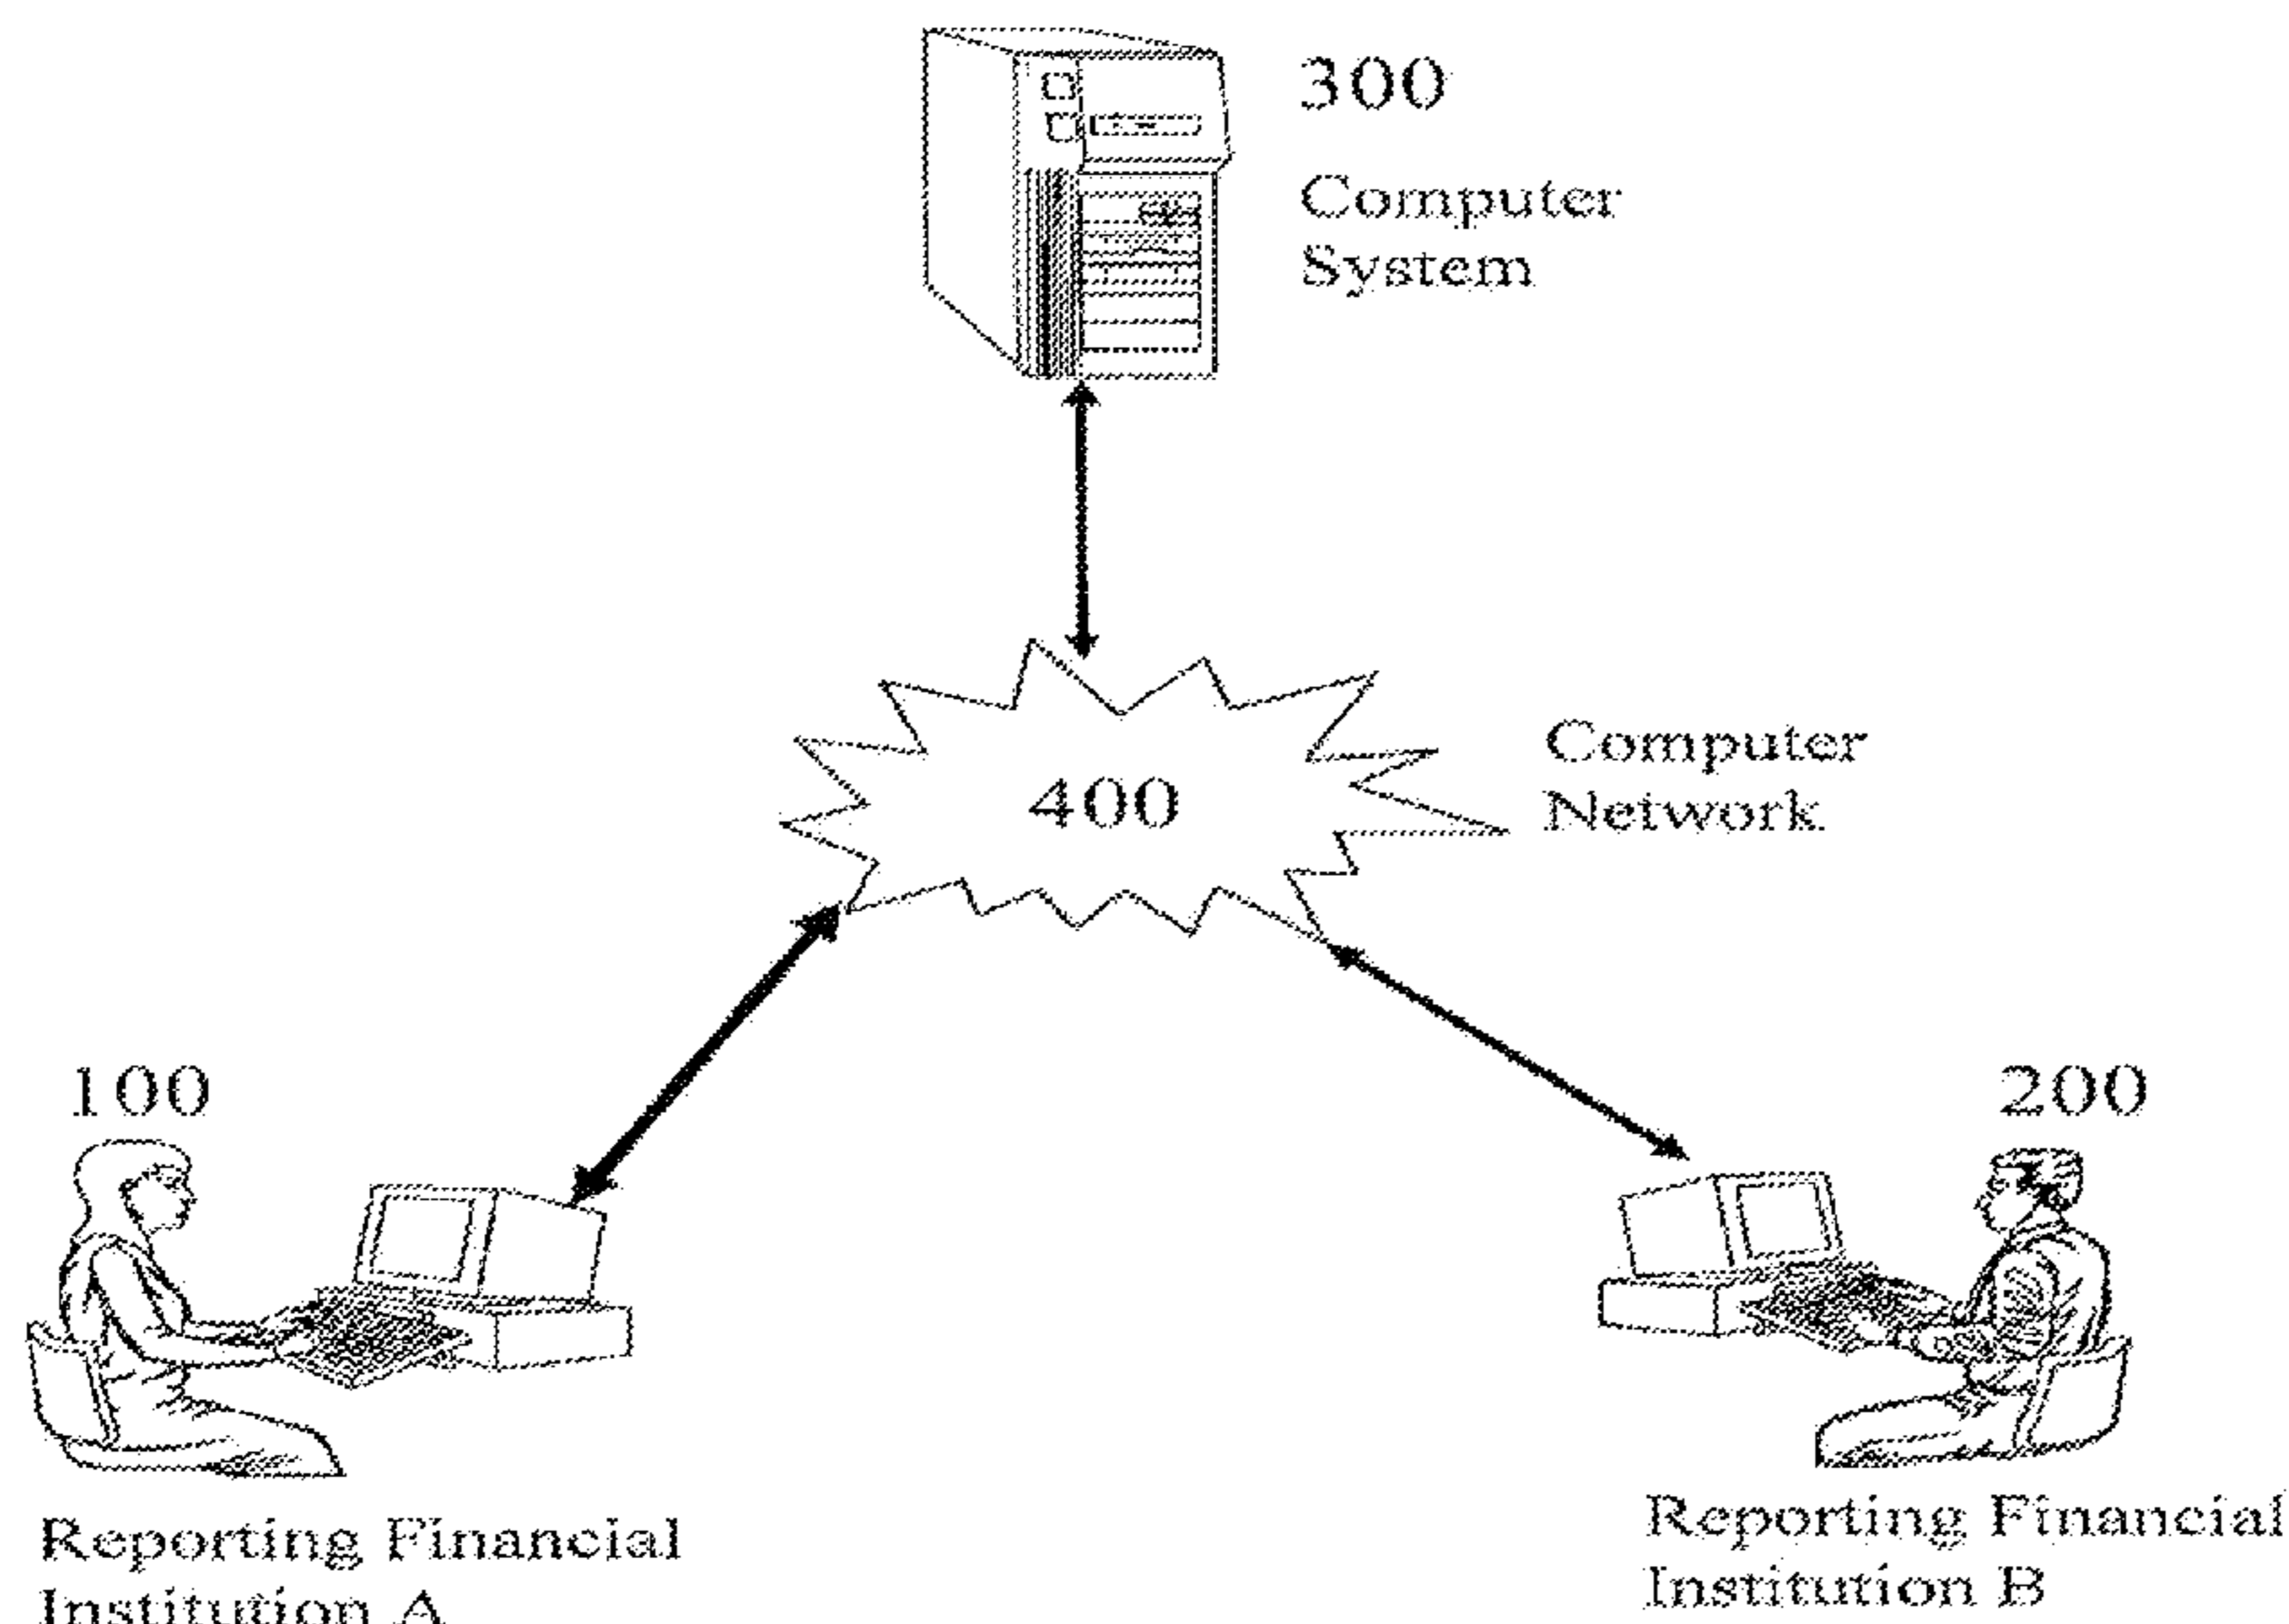 300
Computer
System
400
Computer
Network
100
200
Reporting Financial
Institution A
Reporting Financial
Institution B